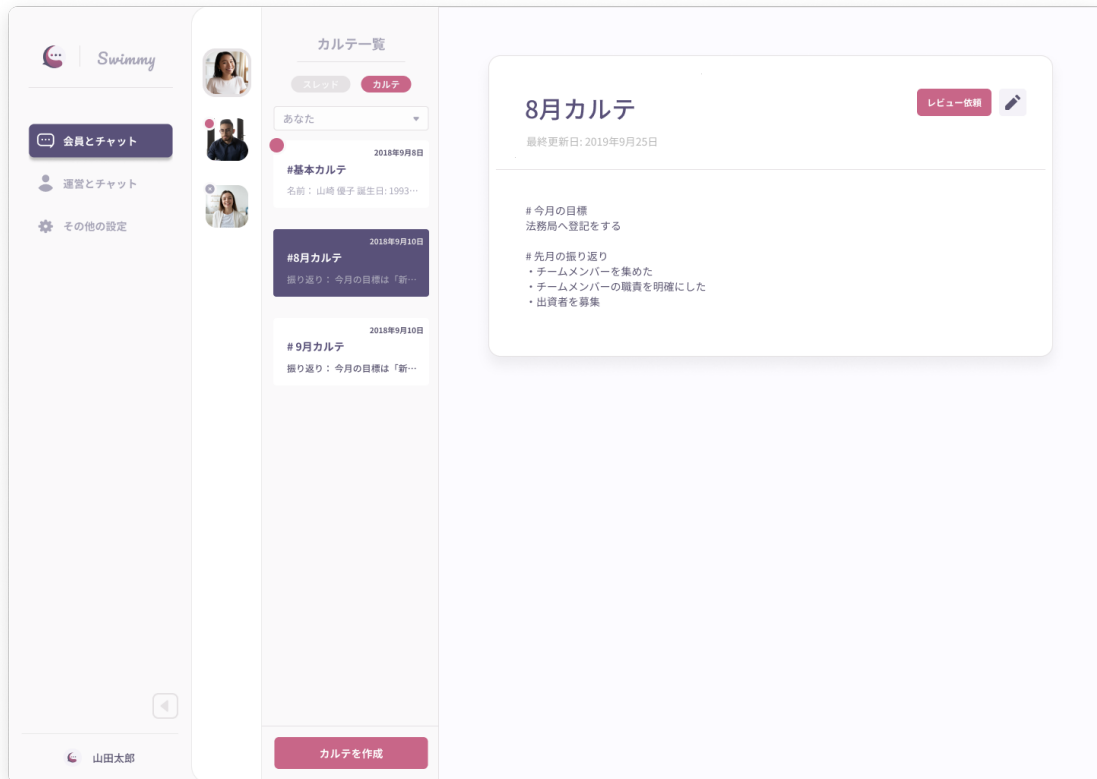 Swimmy
会員とチャット
運営とチャット
その他の設定
山田太郎
カルテ一覧
スレッド
カルテ
あなた
2018年9月8日
#基本カルテ
名前： 山崎 優子 誕生日: 1993…
2018年9月10日
#8月カルテ
振り返り： 今月の目標は「新…
2018年9月10日
# 9月カルテ
振り返り： 今月の目標は「新…
カルテを作成
8月カルテ
レビュー依頼
最終更新日: 2019年9月25日
# 今月の目標
法務局へ登記をする
# 先月の振り返り
・チームメンバーを集めた
・チームメンバーの職責を明確にした
・出資者を募集